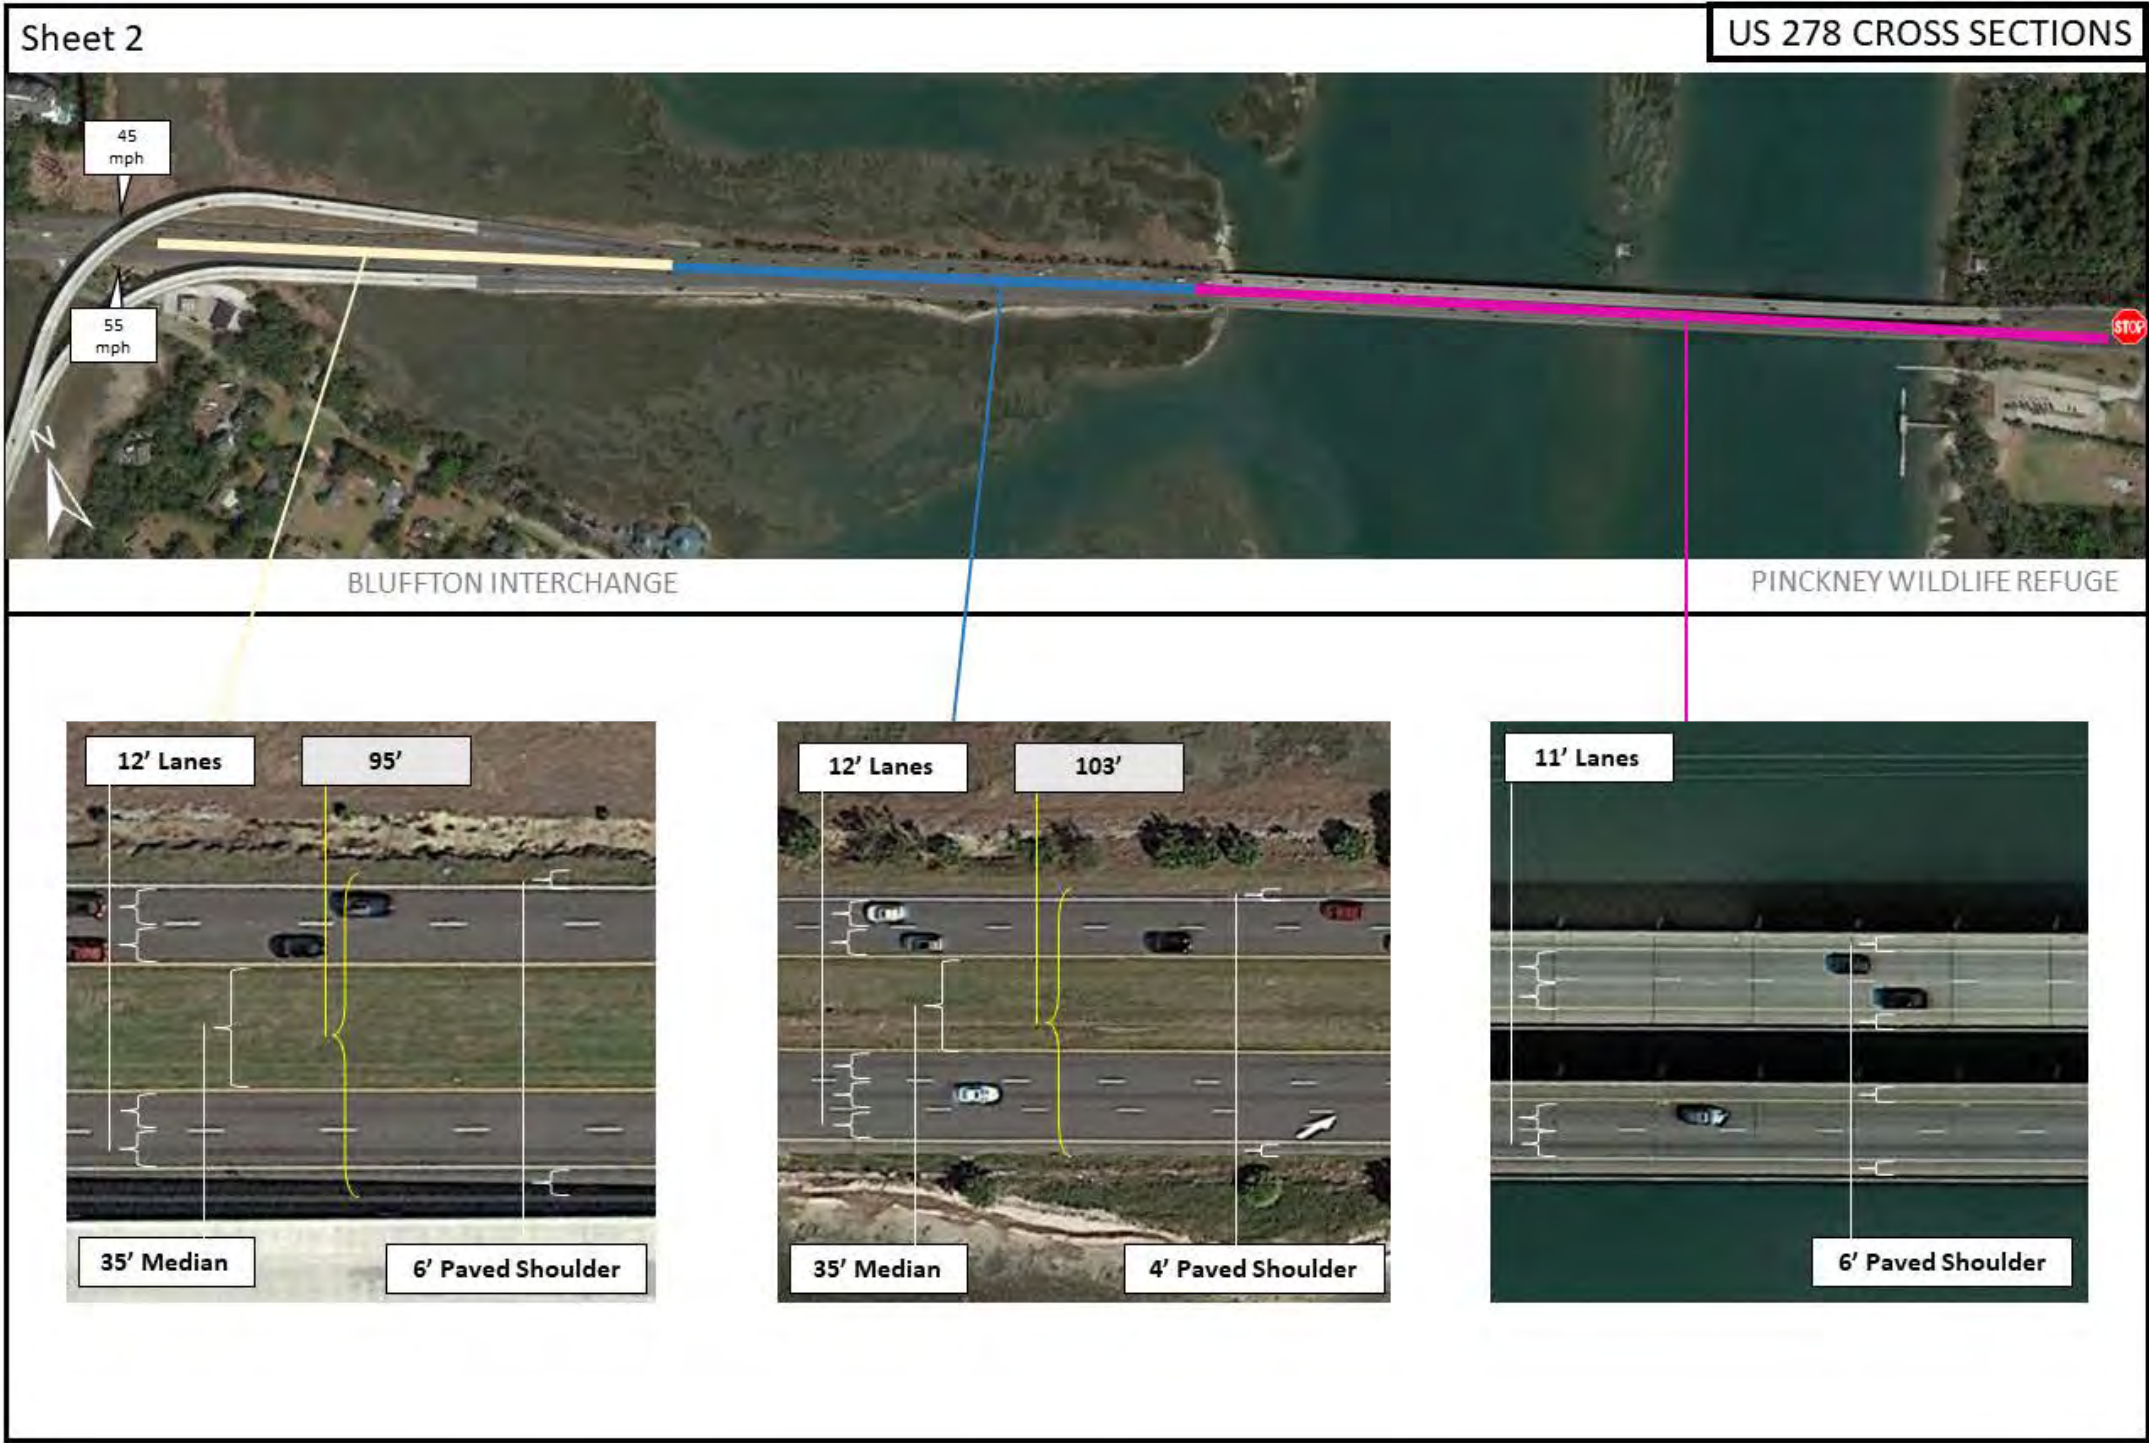 Sheet 2
US 278 CROSS SECTIONS
45
mph
55
mph
N
STOP
BLUFFTON INTERCHANGE
PINCKNEY WILDLIFE REFUGE
12’ Lanes
95’
35’ Median
6’ Paved Shoulder
12’ Lanes
103’
35’ Median
4’ Paved Shoulder
11’ Lanes
6’ Paved Shoulder